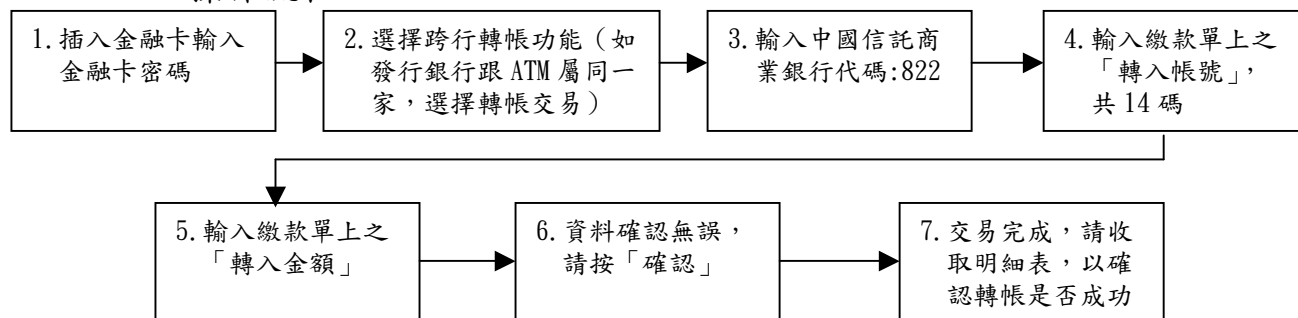 1.插入金融卡輸入
金融卡密碼
2.選擇跨行轉帳功能（如
發行銀行跟 ATM 屬同一
家，選擇轉帳交易）
3.輸入中國信託商
業銀行代碼:822
4.輸入繳款單上之
「轉入帳號」，
共 14 碼
5.輸入繳款單上之
「轉入金額」
6.資料確認無誤，
請按「確認」
7.交易完成，請收
取明細表，以確
認轉帳是否成功